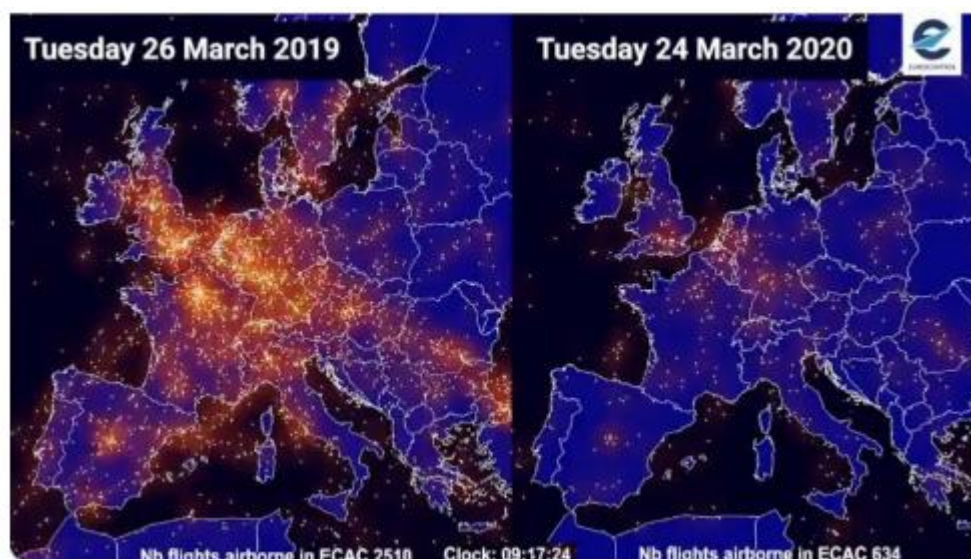 Tuesday 26 March 2019
Tuesday 24 March 2020
EUROCONTROL
Nb flights airborne in ECAC 2510
Clock: 09:17:24
Nb flights airborne in ECAC 634